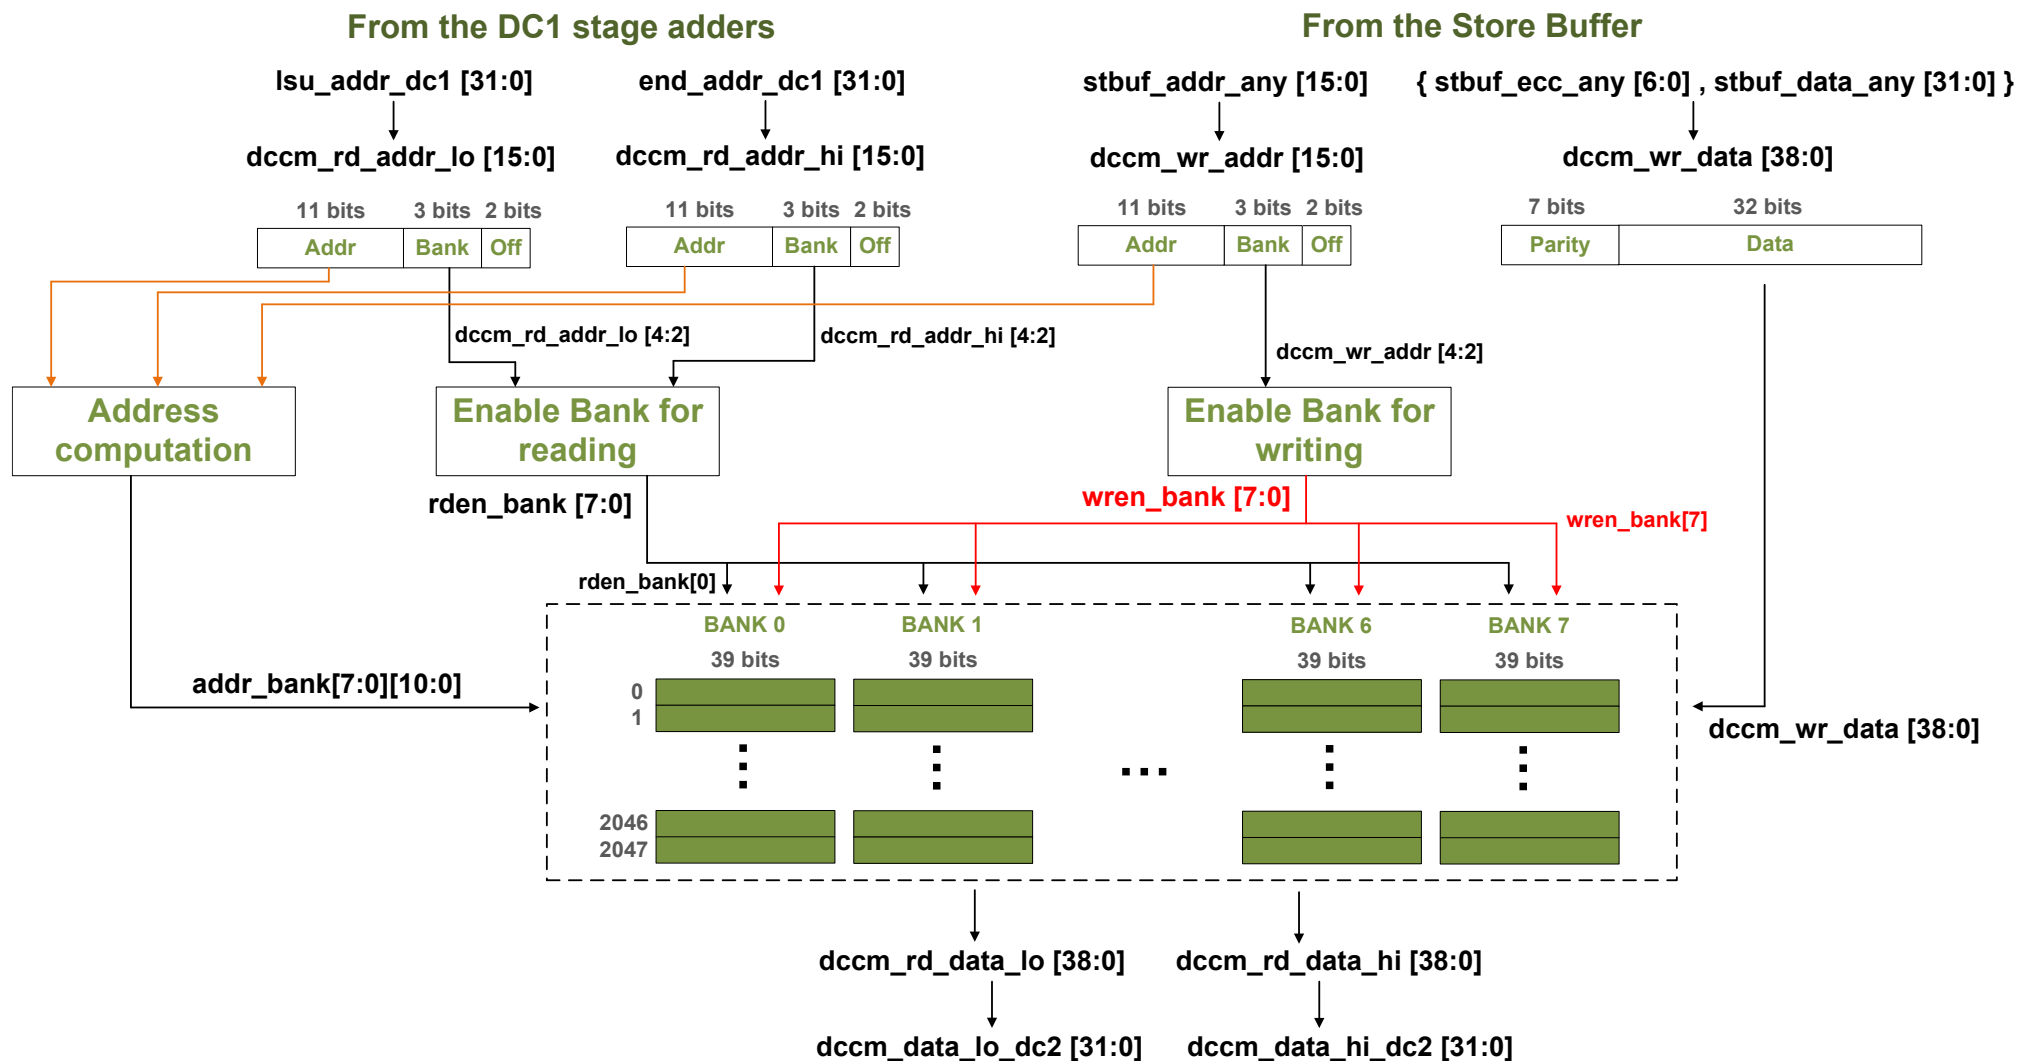 From the DC1 stage adders
From the Store Buffer
lsu_addr_dc1 [31:0]
end_addr_dc1 [31:0]
stbuf_addr_any [15:0]
{ stbuf_ecc_any [6:0] , stbuf_data_any [31:0] }
dccm_rd_addr_lo [15:0]
dccm_rd_addr_hi [15:0]
dccm_wr_addr [15:0]
dccm_wr_data [38:0]
11 bits 3 bits 2 bits
11 bits 3 bits 2 bits
11 bits 3 bits 2 bits
7 bits 32 bits
Addr Bank Off
Addr Bank Off
Addr Bank Off
Parity Data
dccm_rd_addr_lo [4:2]
dccm_rd_addr_hi [4:2]
dccm_wr_addr [4:2]
Address
computation
Enable Bank for
reading
Enable Bank for
writing
rden_bank [7:0]
wren_bank [7:0]
wren_bank[7]
rden_bank[0]
BANK 0
BANK 1
BANK 6
BANK 7
39 bits
39 bits
39 bits
39 bits
addr_bank[7:0][10:0]
0
1
dccm_wr_data [38:0]
...
2046
2047
dccm_rd_data_lo [38:0]
dccm_rd_data_hi [38:0]
dccm_data_lo_dc2 [31:0]
dccm_data_hi_dc2 [31:0]